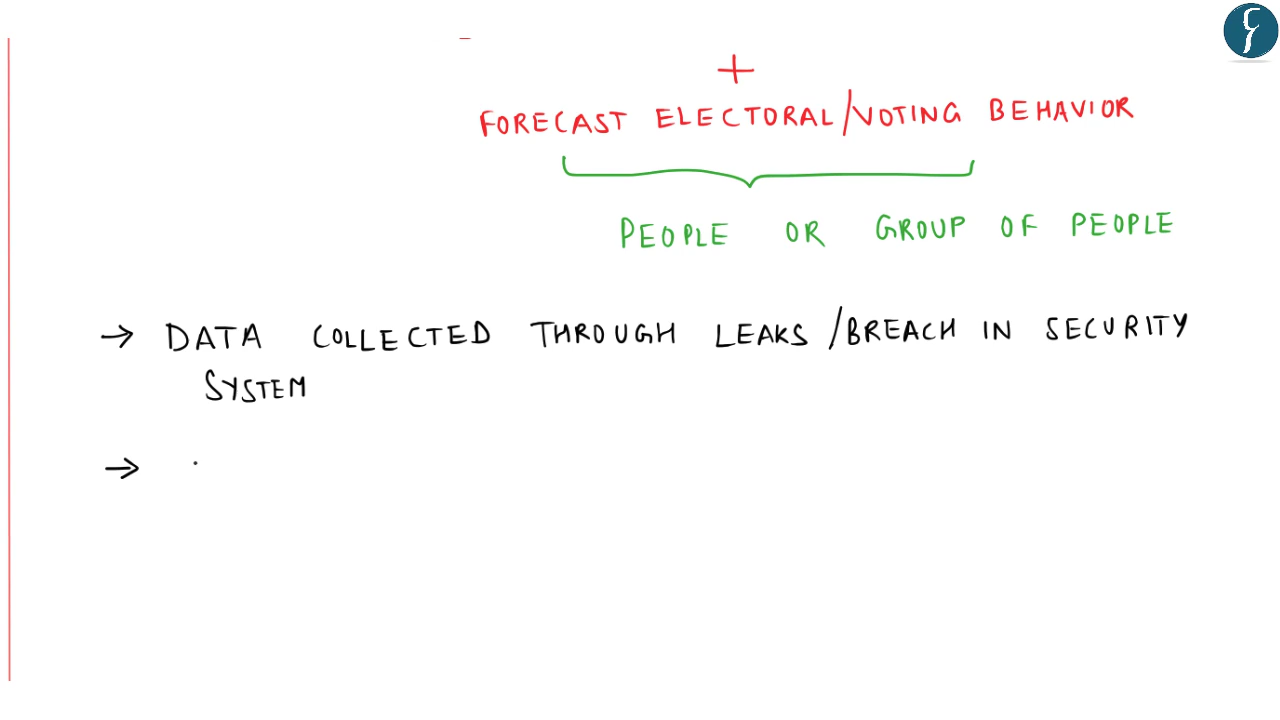 +
FORECAST ELECTORAL/VOTING BEHAVIOR
PEOPLE OR GROUP OF PEOPLE
→ DATA COLLECTED THROUGH LEAKS/BREACH IN SECURITY
SYSTEM
→